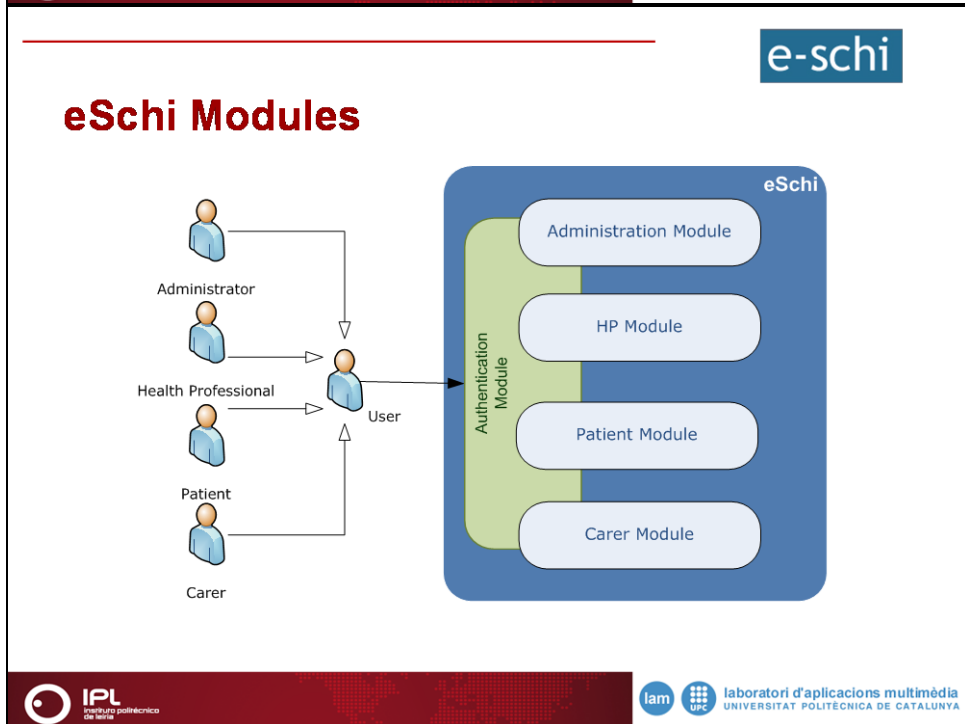 e-schi
eSchi Modules
eSchi
Administrator
Health Professional
Patient
Carer
User
Authentication
Module
Administration Module
HP Module
Patient Module
Carer Module
IPL
instituto politécnico
de leiria
lam
UPC
laboratori d'aplicacions multimèdia
UNIVERSITAT POLITÈCNICA DE CATALUNYA